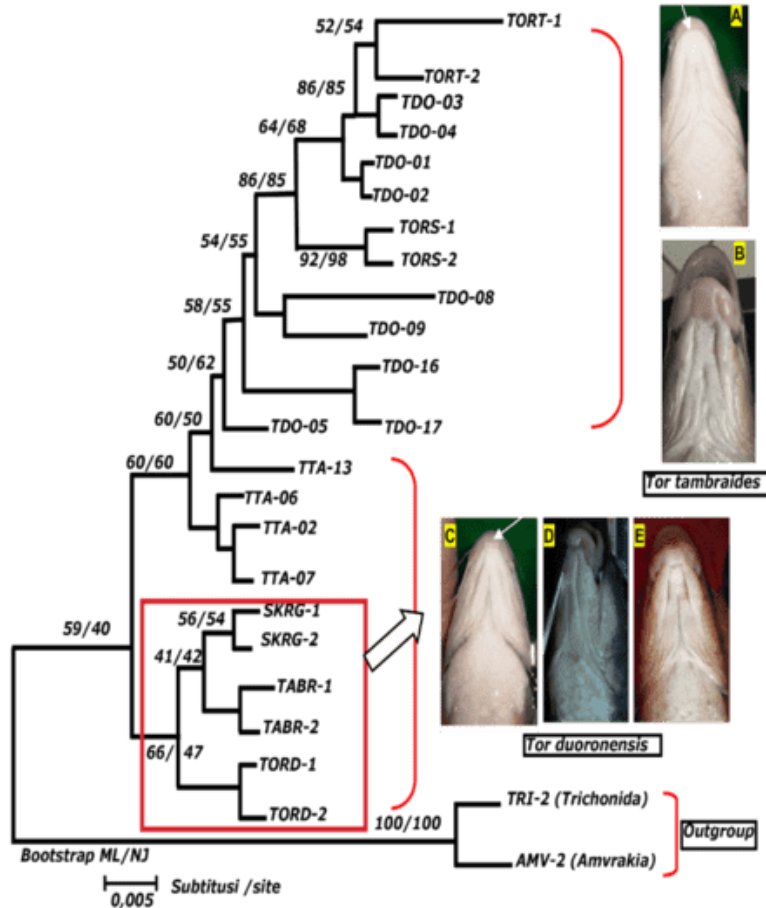 52/54
TORT-1
A
86/85
TORT-2
TDO-03
64/68
TDO-04
TDO-01
86/85
TDO-02
TORS-1
92/98
TORS-2
B
54/55
TDO-08
58/55
TDO-09
50/62
TDO-16
60/50
TDO-05
TDO-17
60/60
TTA-13
Tor tambraides
TTA-06
TTA-02
C
D
E
TTA-07
56/54
SKRG-1
59/40
SKRG-2
41/42
TABR-1
TABR-2
Tor duoronensis
66/ 47
TORD-1
TORD-2
100/100
TRI-2 (Trichonida)
Outgroup
Bootstrap ML/NJ
AMV-2 (Amvrakia)
Subtitusi /site
0,005